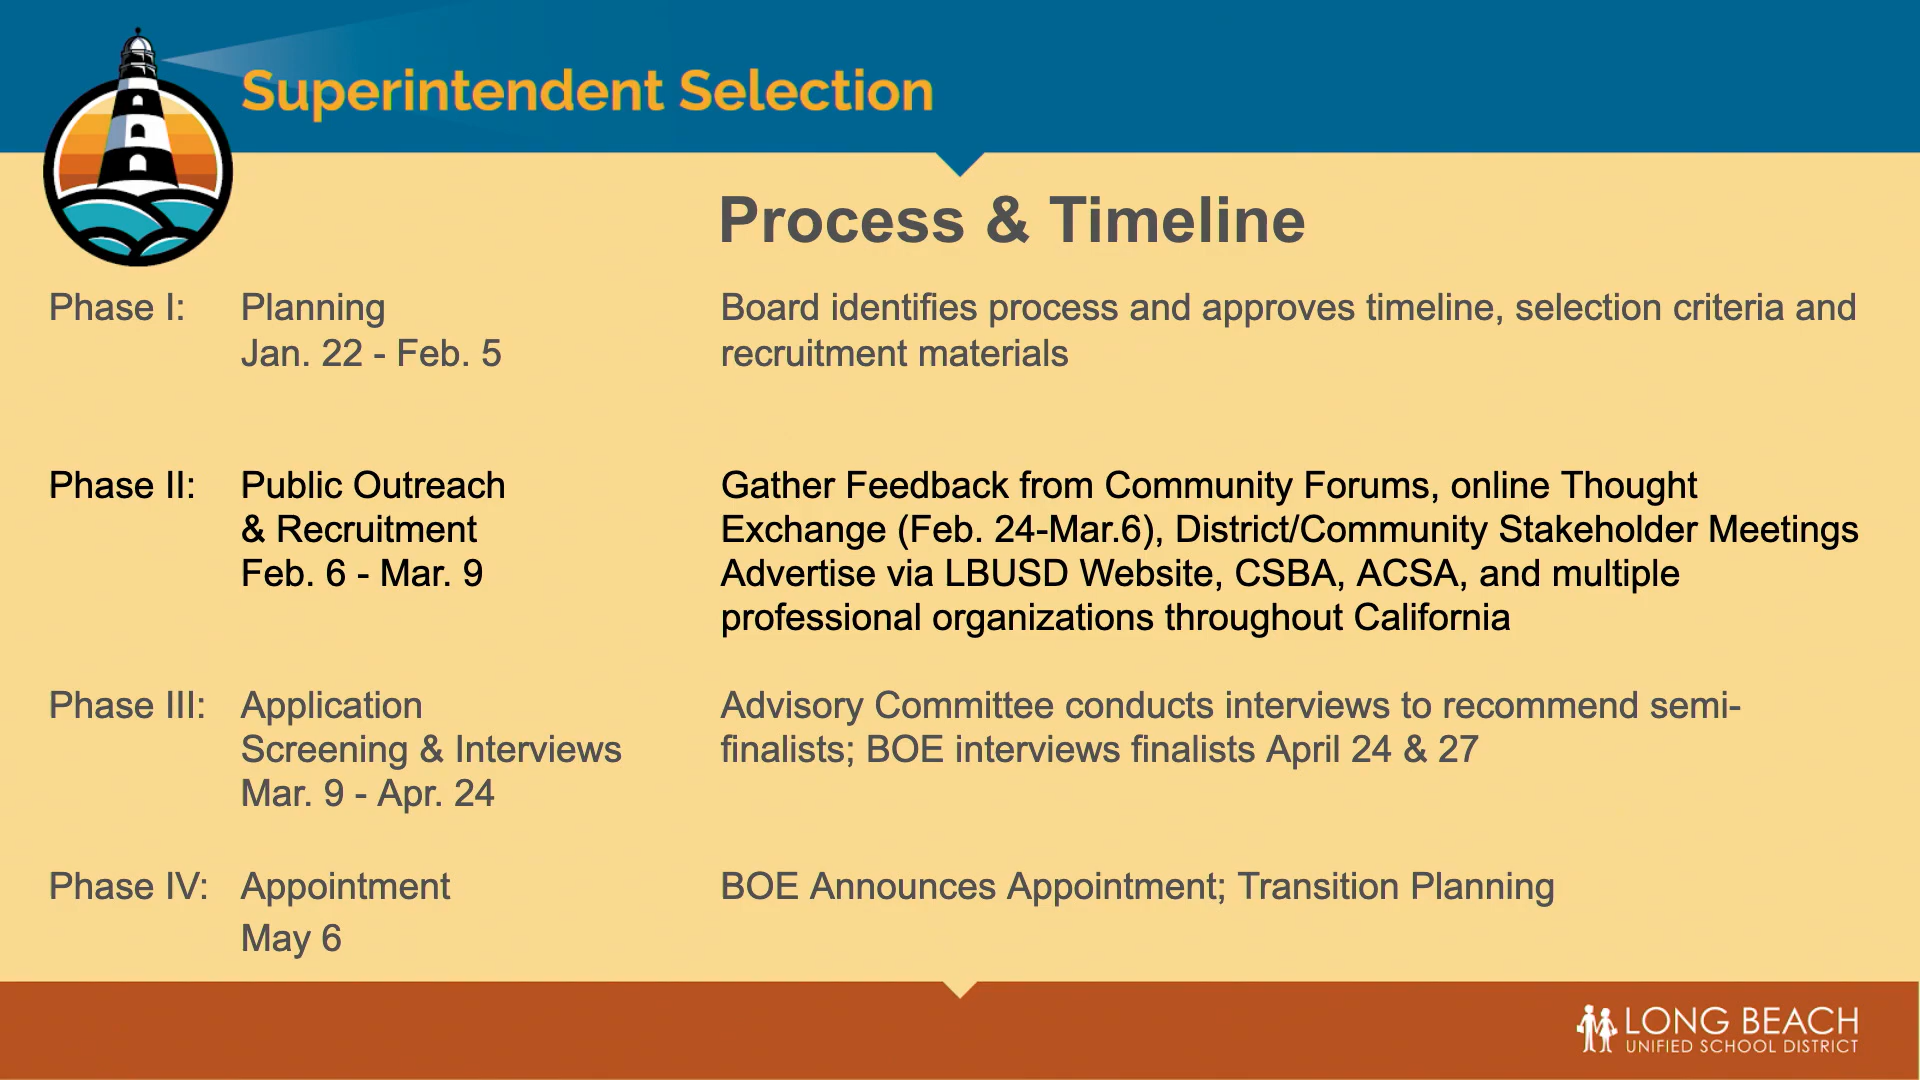 Superintendent Selection
Process & Timeline
Phase I:
Planning
Jan. 22 - Feb. 5
Board identifies process and approves timeline, selection criteria and
recruitment materials
Phase II:
Public Outreach
& Recruitment
Feb. 6 - Mar. 9
Gather Feedback from Community Forums, online Thought
Exchange (Feb. 24-Mar.6), District/Community Stakeholder Meetings
Advertise via LBUSD Website, CSBA, ACSA, and multiple
professional organizations throughout California
Phase III:
Application
Screening & Interviews
Mar. 9 - Apr. 24
Advisory Committee conducts interviews to recommend semi-
finalists; BOE interviews finalists April 24 & 27
Phase IV:
Appointment
May 6
BOE Announces Appointment; Transition Planning
LONG BEACH
UNIFIED SCHOOL DISTRICT